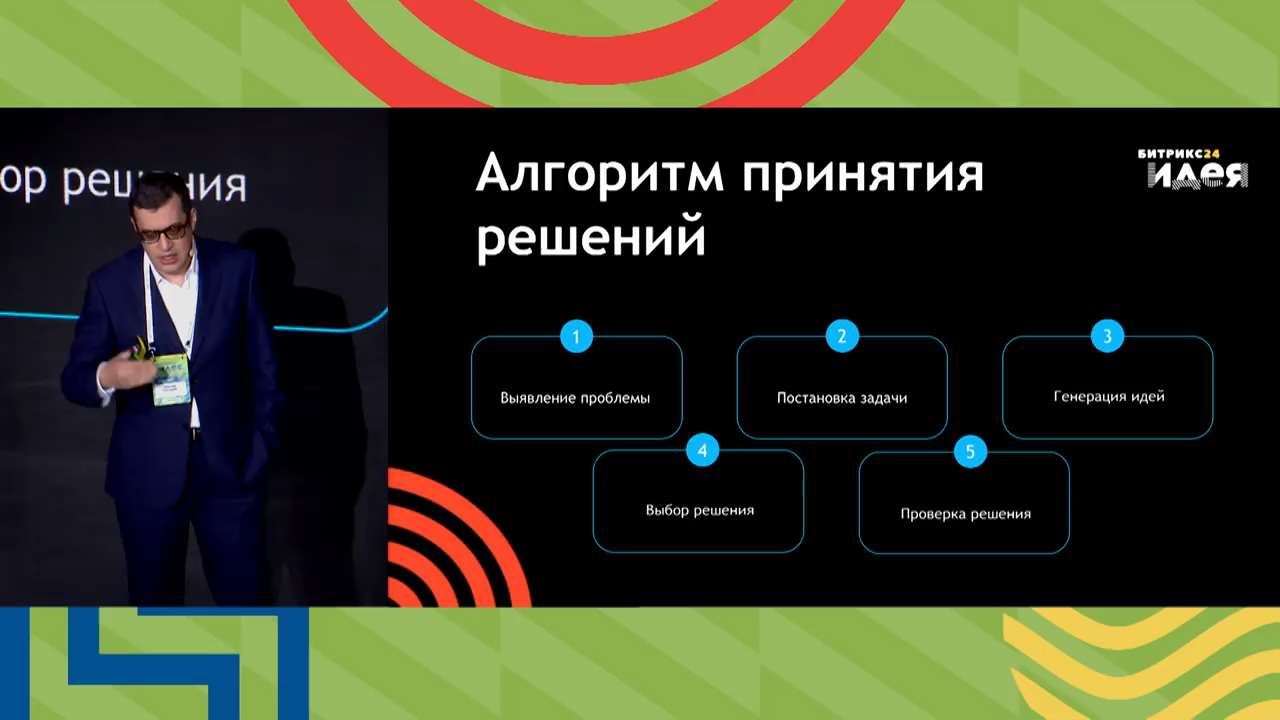 ор решения
Алгоритм принятия
решений
БИТРИКС24
идея
1
2
3
Выявление проблемы
Постановка задачи
Генерация идей
4
5
Выбор решения
Проверка решения